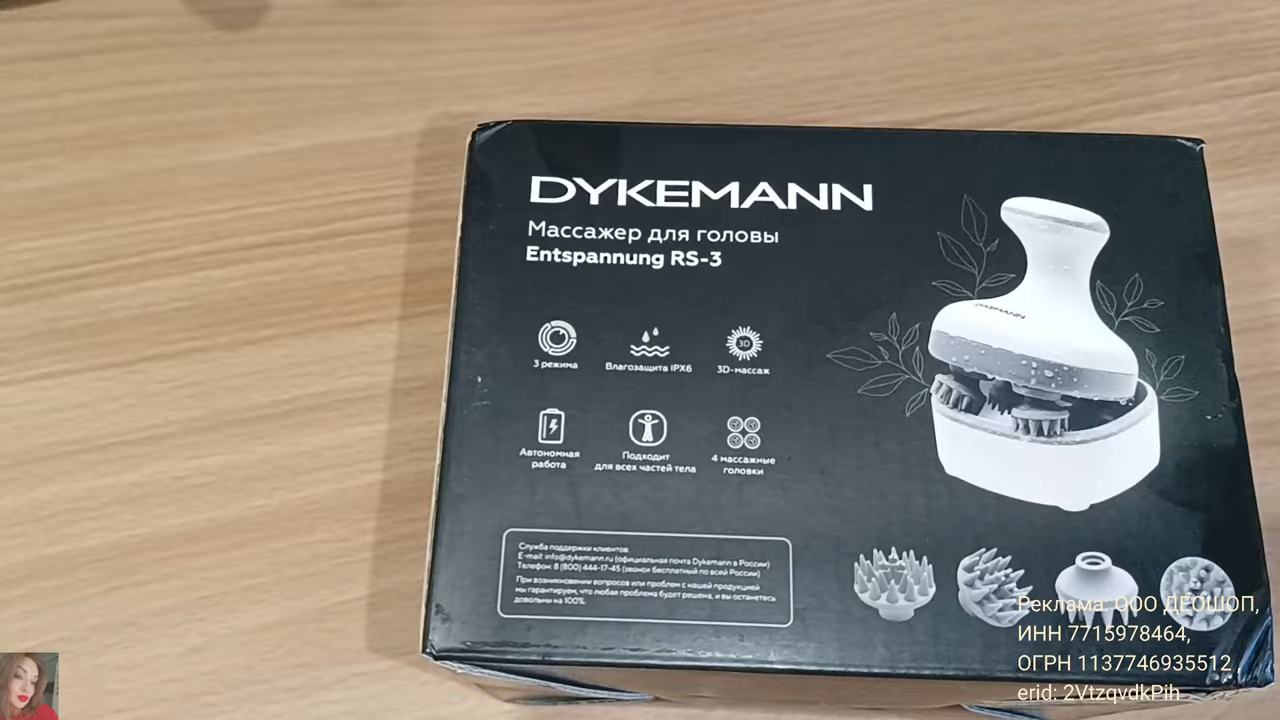 DYKEMANN
Массажер для головы
Entspannung RS-3
DYKEMANN
3 режима
Влагозащита IPX6
3D
3D-массаж
Автономная
работа
Подходит
для всех частей тела
4 массажные
головки
Служба поддержки клиентов
E-mail: info@dykemann.ru (официальная почта Dykemann в России)
Телефон: 8 (800) 444-17-45 (звонки бесплатный по всей России)
При возникновении вопросов или проблем с нашей продукцией
мы гарантируем, что любая проблема будет решена, и вы останетесь
довольны на 100%.
Реклама: ООО ДЕОШОП,
ИНН 7715978464,
ОГРН 1137746935512 ,
erid: 2VtzqvdkPih